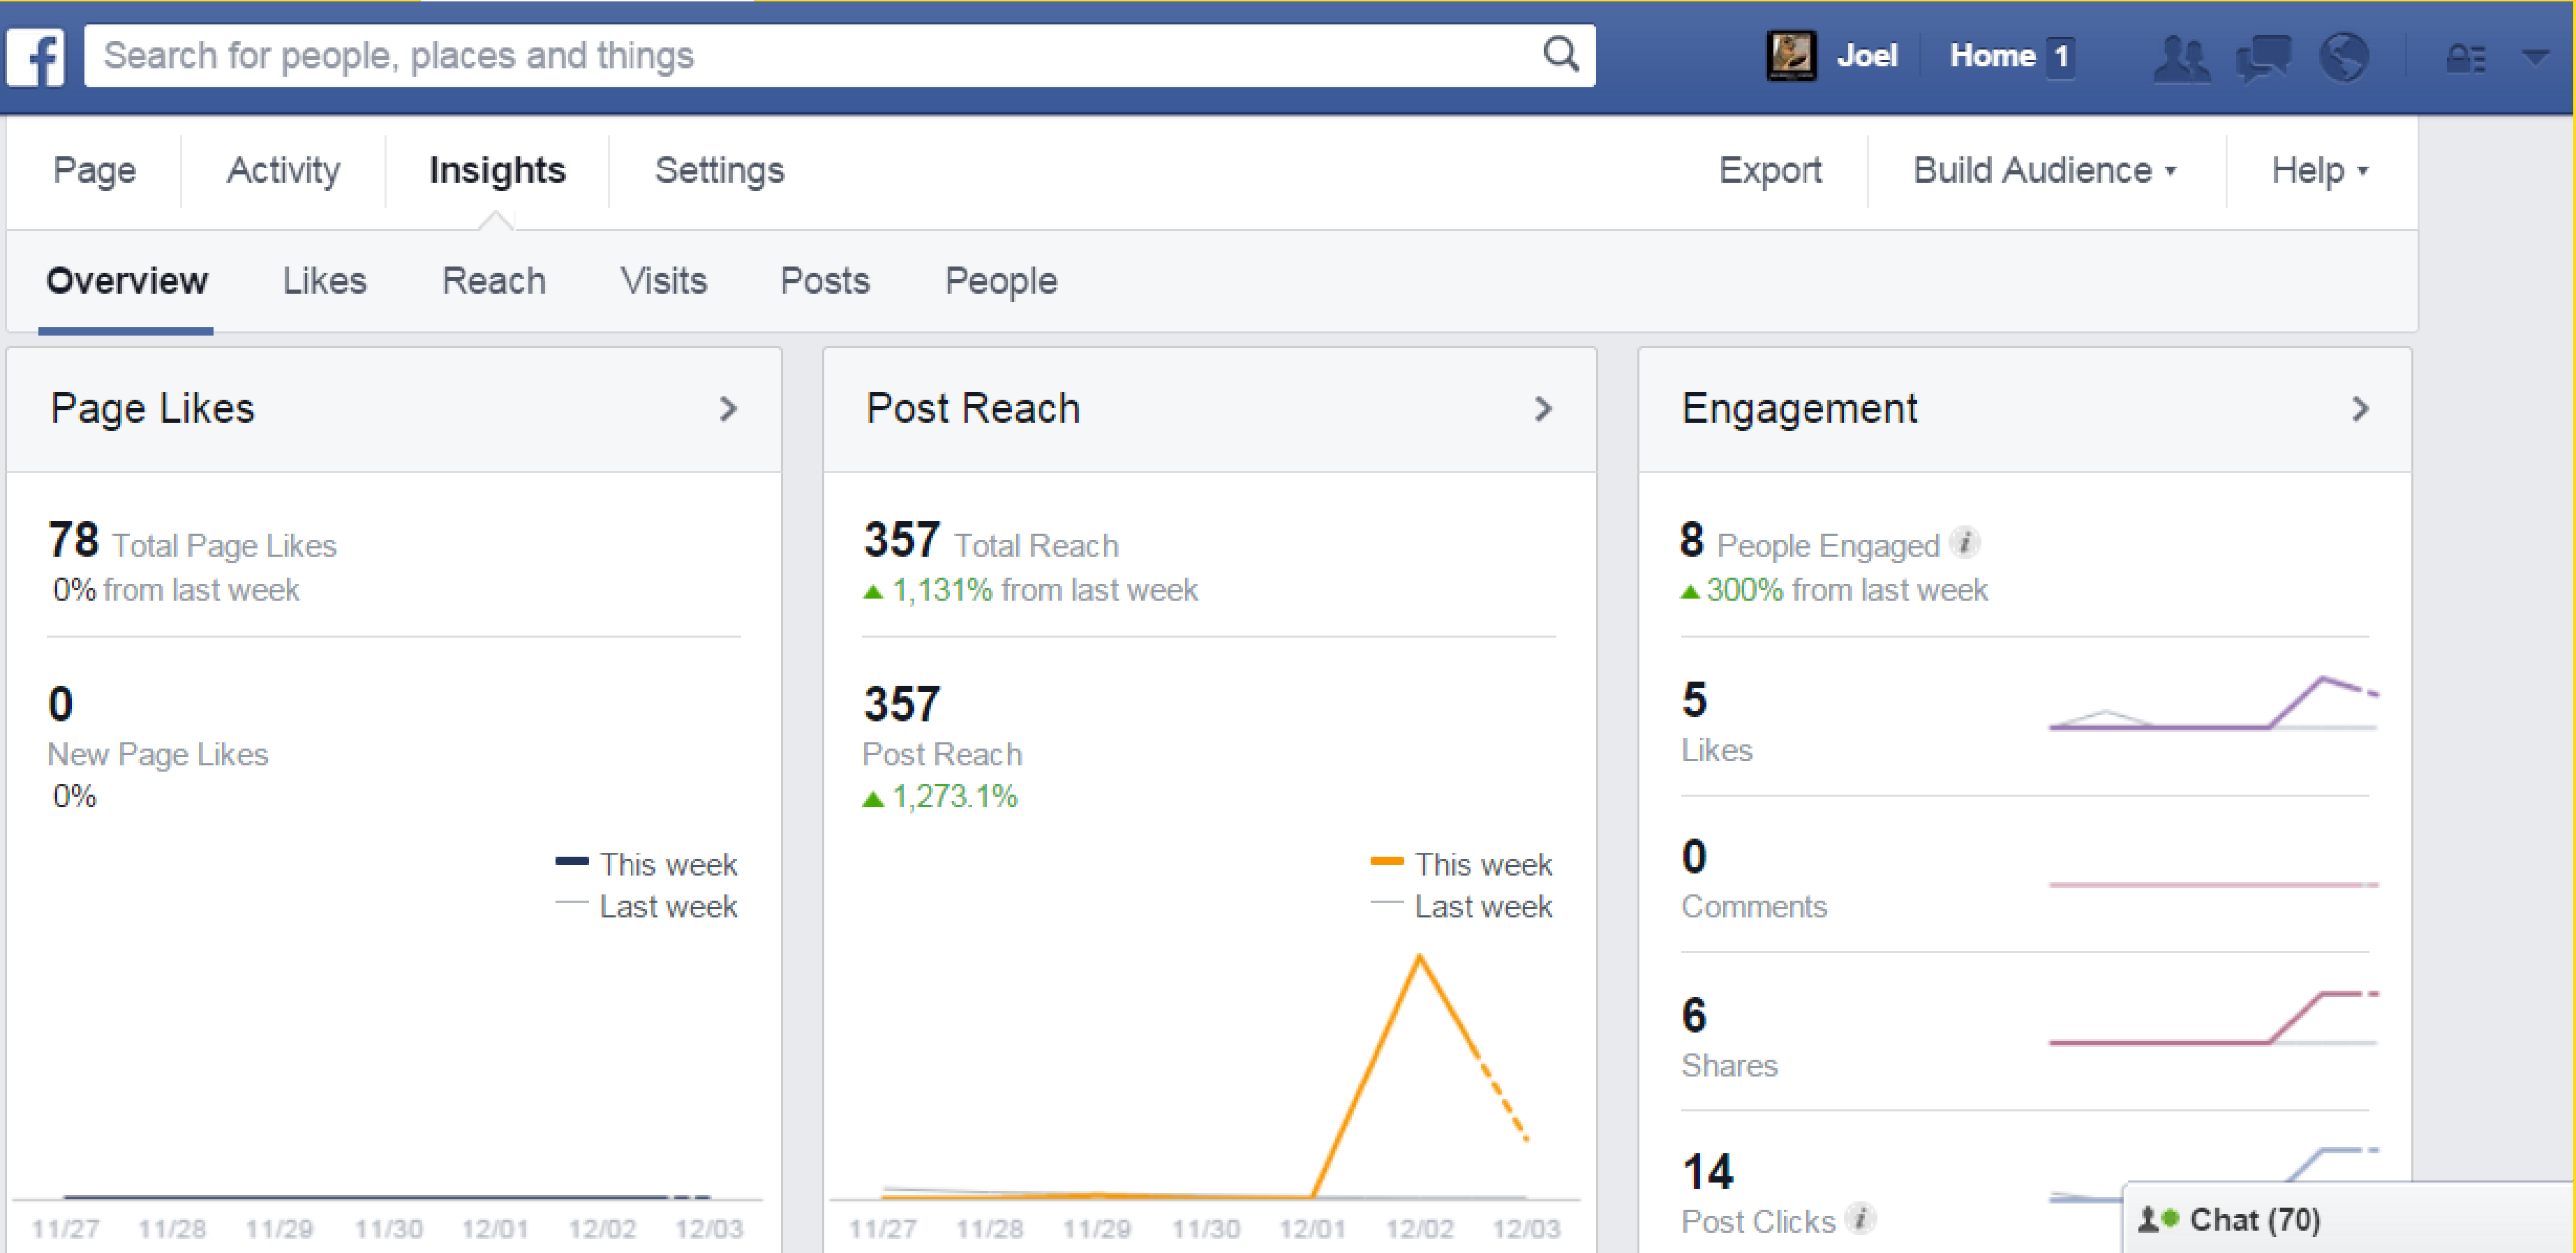 f Search for people, places and things Joel Home 1
Page Activity Insights Settings Export Build Audience Help
Overview Likes Reach Visits Posts People
Page Likes
78 Total Page Likes
0% from last week
0
New Page Likes
0%
This week
Last week
11/27 11/28 11/29 11/30 12/01 12/02 12/03
Post Reach
357 Total Reach
1,131% from last week
357
Post Reach
1,273.1%
This week
Last week
11/27 11/28 11/29 11/30 12/01 12/02 12/03
Engagement
8 People Engaged i
300% from last week
5
Likes
0
Comments
6
Shares
14
Post Clicks i
Chat (70)